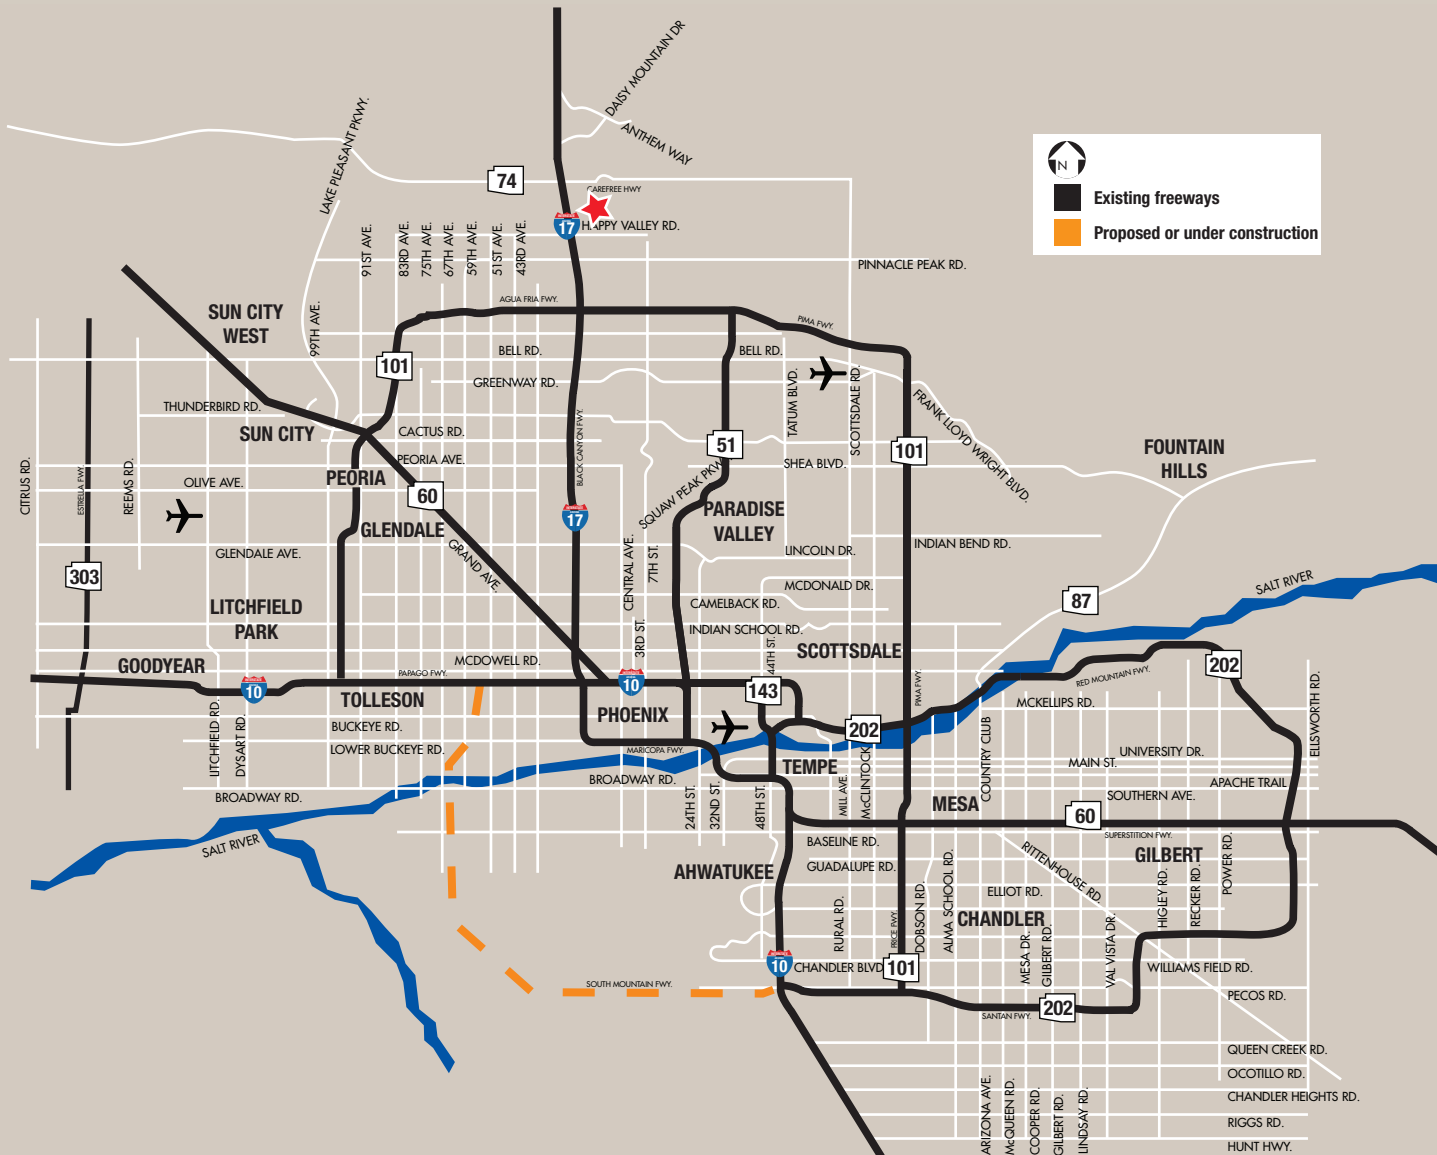 DAISY MOUNTAIN DR
ANTHEM WAY
LAKE PLEASANT PKWY.
74
CAREFREE HWY
17
HAPPY VALLEY RD.
N
Existing freeways
Proposed or under construction
91ST AVE.
83RD AVE.
75TH AVE.
67TH AVE.
59TH AVE.
51ST AVE.
43RD AVE.
PINNACLE PEAK RD.
AGUA FRIA FWY.
PIMA FWY.
SUN CITY
WEST
99TH AVE.
101
BELL RD.
BELL RD.
GREENWAY RD.
TATUM BLVD.
SCOTTSDALE RD.
FRANK LLOYD WRIGHT BLVD.
THUNDERBIRD RD.
SUN CITY
CACTUS RD.
BLACK CANYON FWY.
51
101
FOUNTAIN
HILLS
PEORIA AVE.
SHEA BLVD.
CITRUS RD.
ESTRELLA FWY.
REEMS RD.
OLIVE AVE.
PEORIA
60
SQUAW PEAK PKW
PARADISE
VALLEY
17
GLENDALE
GLENDALE AVE.
GRAND AVE.
CENTRAL AVE.
7TH ST.
LINCOLN DR.
INDIAN BEND RD.
303
MCDONALD DR.
SALT RIVER
87
LITCHFIELD
PARK
CAMELBACK RD.
INDIAN SCHOOL RD.
3RD ST.
44TH ST.
SCOTTSDALE
GOODYEAR
MCDOWELL RD.
PAPAGO FWY.
10
10
143
PIMA FWY.
RED MOUNTAIN FWY.
202
TOLLESON
PHOENIX
MCKELLIPS RD.
ELLSWORTH RD.
LITCHFIELD RD.
DYSART RD.
BUCKEYE RD.
LOWER BUCKEYE RD.
MARICOPA FWY.
202
COUNTRY CLUB
UNIVERSITY DR.
MAIN ST.
TEMPE
BROADWAY RD.
APACHE TRAIL
BROADWAY RD.
24TH ST.
32ND ST.
48TH ST.
MILL AVE.
McCLINTOCK
MESA
SOUTHERN AVE.
60
SUPERSTITION FWY.
SALT RIVER
BASELINE RD.
GUADALUPE RD.
AHWATUKEE
RITTENHOUSE RD.
GILBERT
ELLIOT RD.
HIGLEY RD.
RECKER RD.
POWER RD.
RURAL RD.
PRICE FWY.
DOBSON RD.
ALMA SCHOOL RD.
CHANDLER
MESA DR.
GILBERT RD.
VAL VISTA DR.
10
CHANDLER BLVD
101
WILLIAMS FIELD RD.
SOUTH MOUNTAIN FWY.
PECOS RD.
SANTAN FWY.
202
QUEEN CREEK RD.
OCOTILLO RD.
CHANDLER HEIGHTS RD.
RIGGS RD.
HUNT HWY.
ARIZONA AVE.
McQUEEN RD.
COOPER RD.
GILBERT RD.
LINDSAY RD.